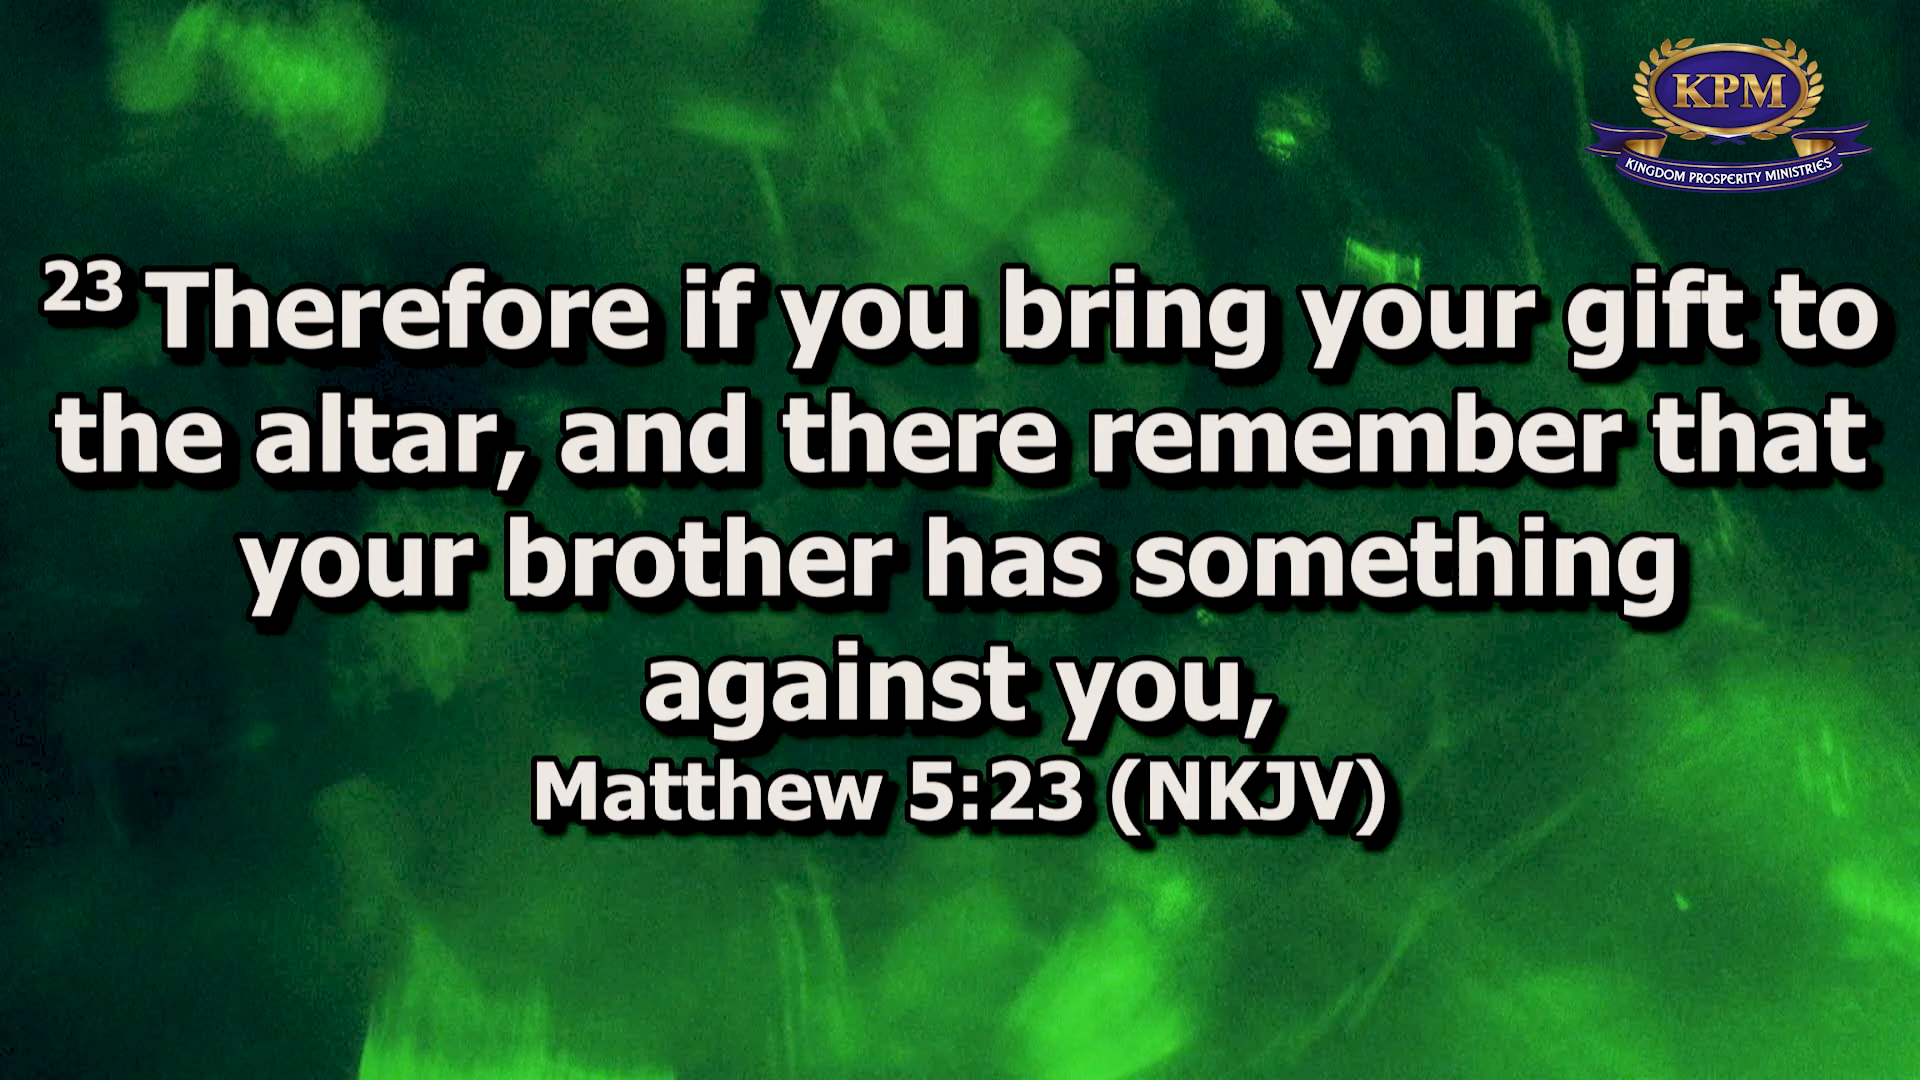 KPM
KINGDOM PROSPERITY MINISTRIES
23 Therefore if you bring your gift to
the altar, and there remember that
your brother has something
against you,
Matthew 5:23 (NKJV)